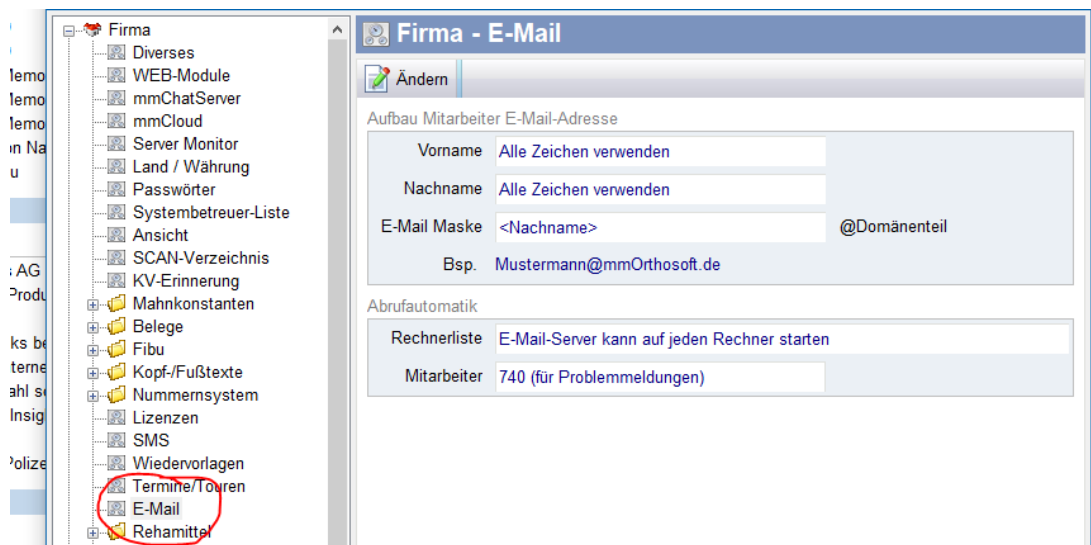 Firma
Diverses
WEB-Module
mmChatServer
mmCloud
Server Monitor
Land / Währung
Passwörter
Systembetreuer-Liste
Ansicht
SCAN-Verzeichnis
KV-Erinnerung
Mahnkonstanten
Belege
Fibu
Kopf-/Fußtexte
Nummernsystem
Lizenzen
SMS
Wiedervorlagen
Termine/Touren
E-Mail
Rehamittel
Firma - E-Mail
Ändern
Aufbau Mitarbeiter E-Mail-Adresse
Vorname Alle Zeichen verwenden
Nachname Alle Zeichen verwenden
E-Mail Maske <Nachname> @Domänenteil
Bsp. Mustermann@mmOrthosoft.de
Abrufautomatik
Rechnerliste E-Mail-Server kann auf jeden Rechner starten
Mitarbeiter 740 (für Problemmeldungen)